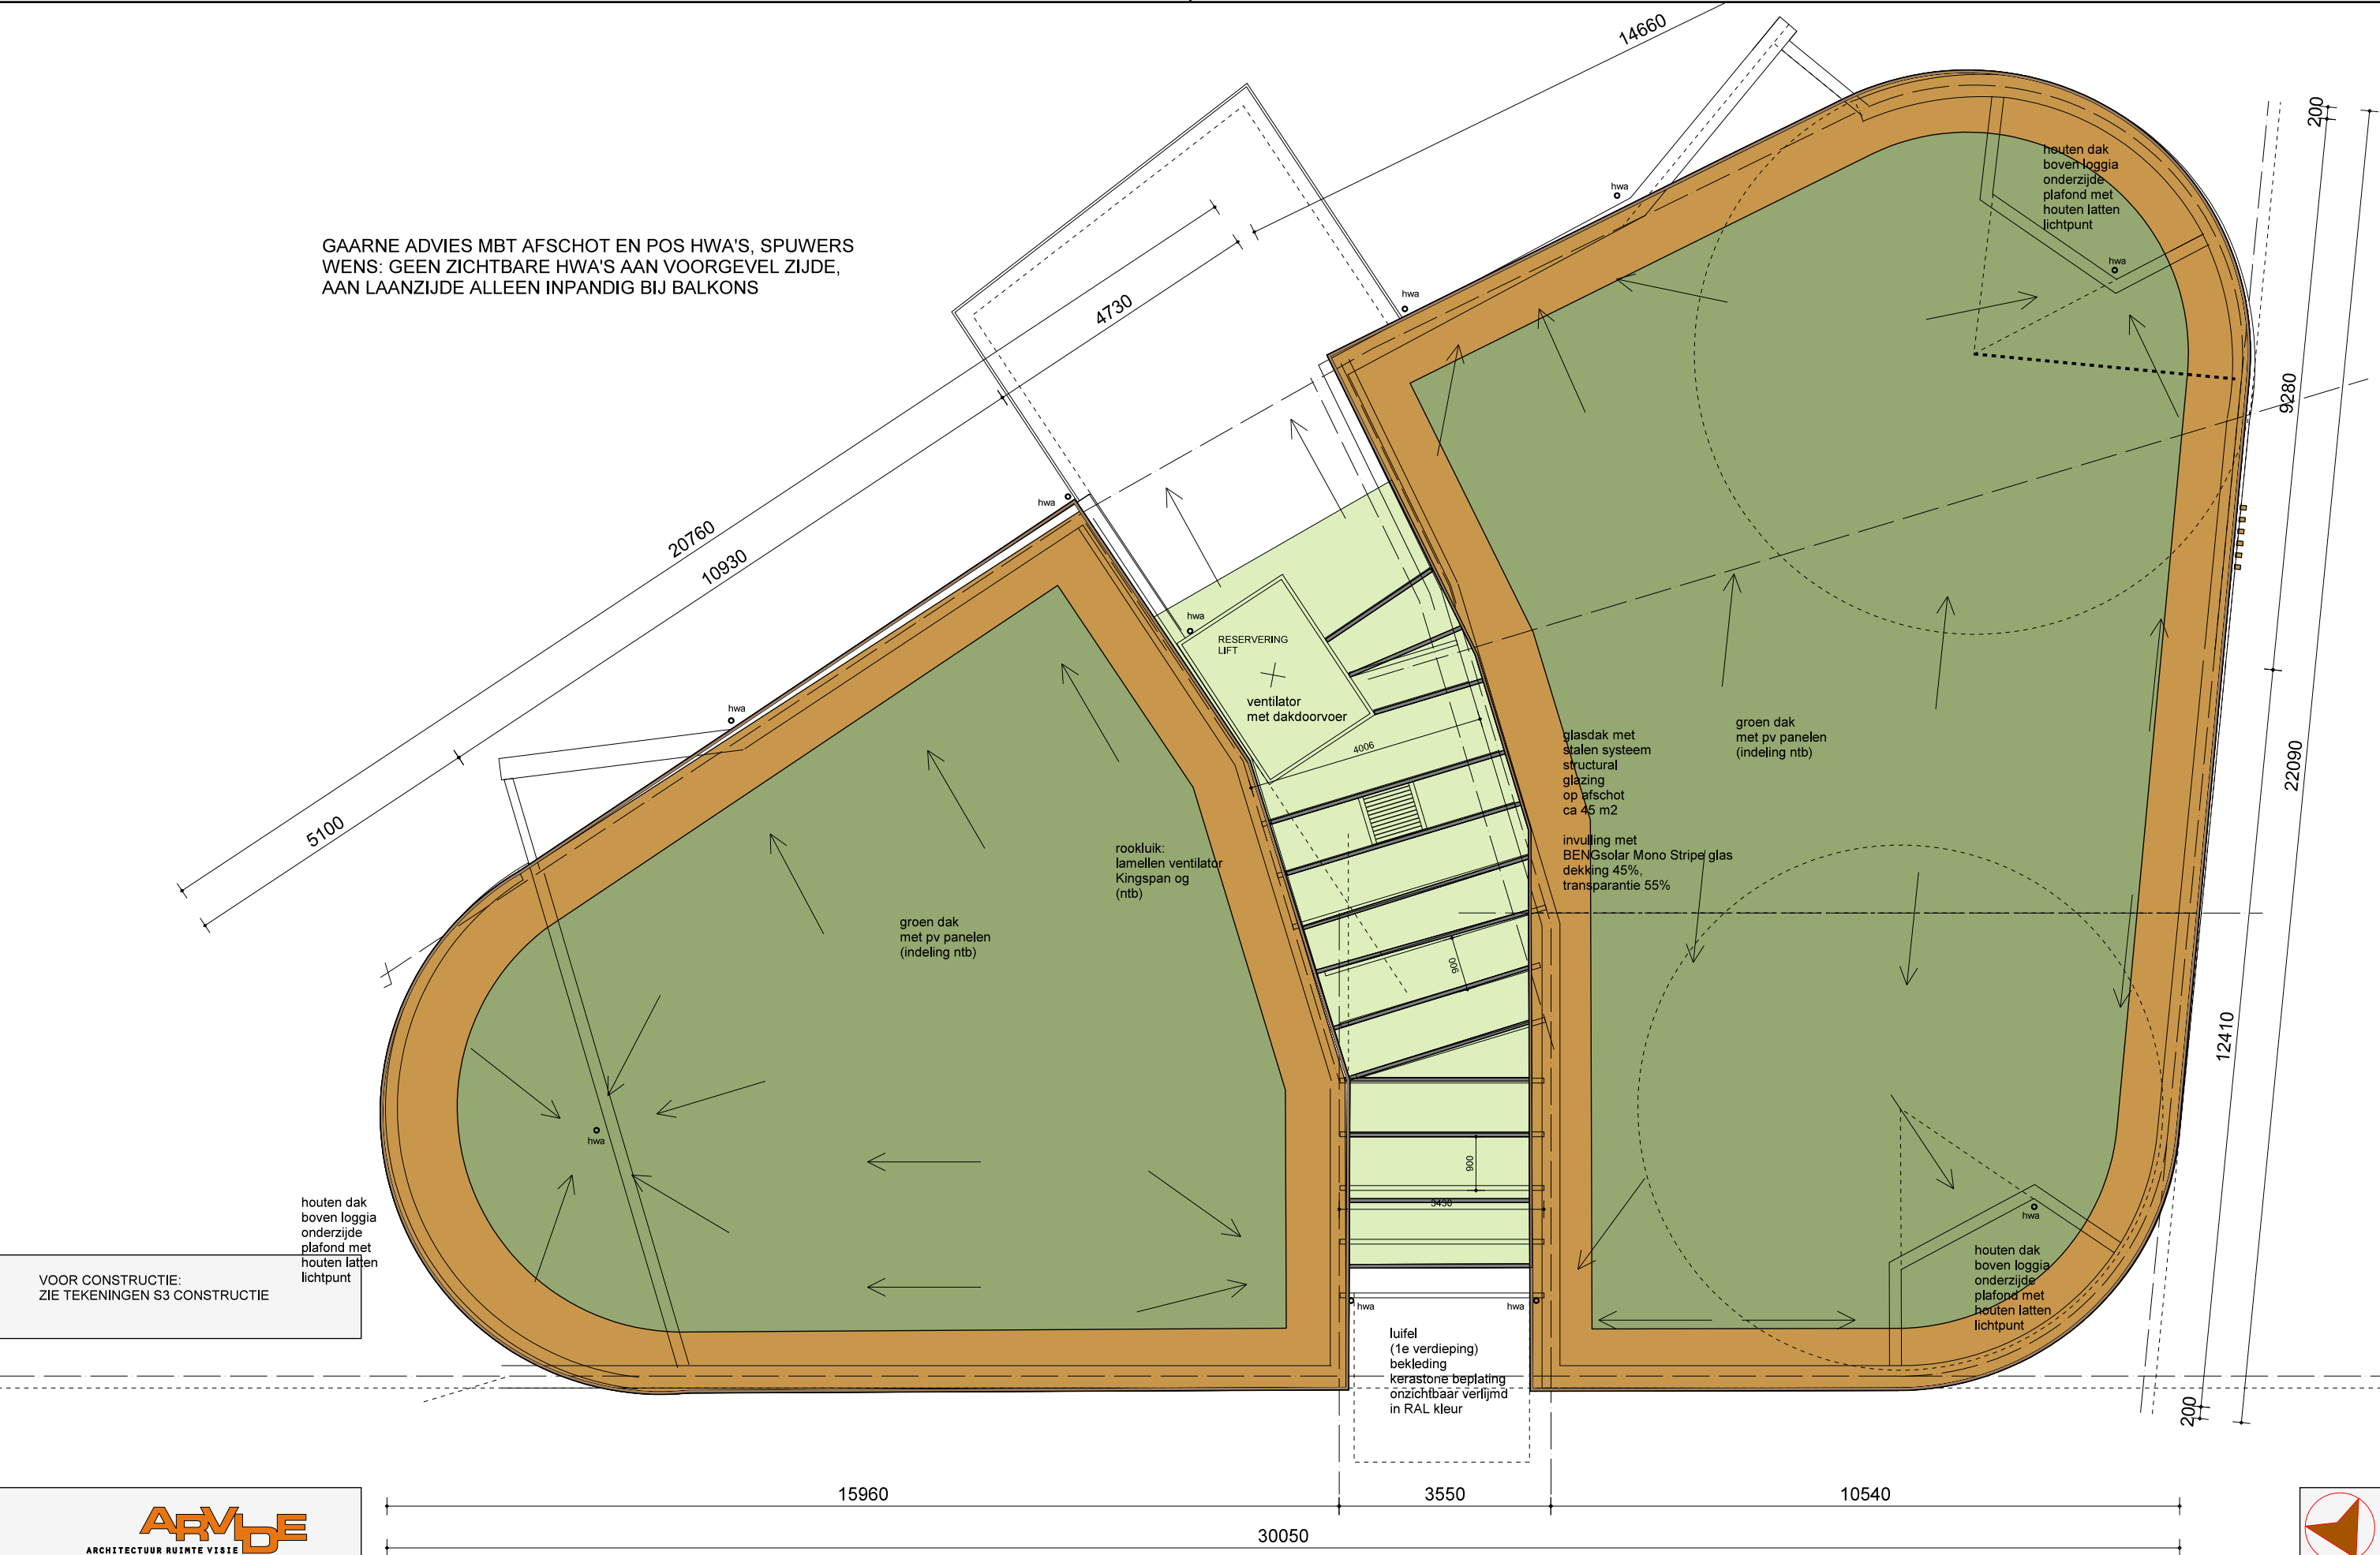 14660
200
GAARNE ADVIES MBT AFSCHOT EN POS HWA'S, SPUWERS
WENS: GEEN ZICHTBARE HWA'S AAN VOORGEVEL ZIJDE,
AAN LAANZIJDE ALLEEN INPANDIG BIJ BALKONS
houten dak
boven loggia
onderzijde
plafond met
houten latten
lichtpunt
hwa
hwa
hwa
4730
9280
hwa
20760
10930
5100
hwa
hwa
RESERVERING
LIFT
ventilator
met dakdoorvoer
4006
glasdak met
stalen systeem
structural
glazing
op afschot
ca 45 m2
invulling met
BENGsolar Mono Stripe glas
dekking 45%,
transparantie 55%
groen dak
met pv panelen
(indeling ntb)
22090
rookluik:
lamellen ventilator
Kingspan og
(ntb)
groen dak
met pv panelen
(indeling ntb)
900
12410
hwa
900
3430
houten dak
boven loggia
onderzijde
plafond met
houten latten
lichtpunt
hwa
houten dak
boven loggia
onderzijde
plafond met
houten latten
lichtpunt
VOOR CONSTRUCTIE:
ZIE TEKENINGEN S3 CONSTRUCTIE
hwa
hwa
luifel
(1e verdieping)
bekleding
kerastone beplating
onzichtbaar verlijmd
in RAL kleur
200
15960
3550
10540
30050
ARVIDE
ARCHITECTUUR RUIMTE VISIE